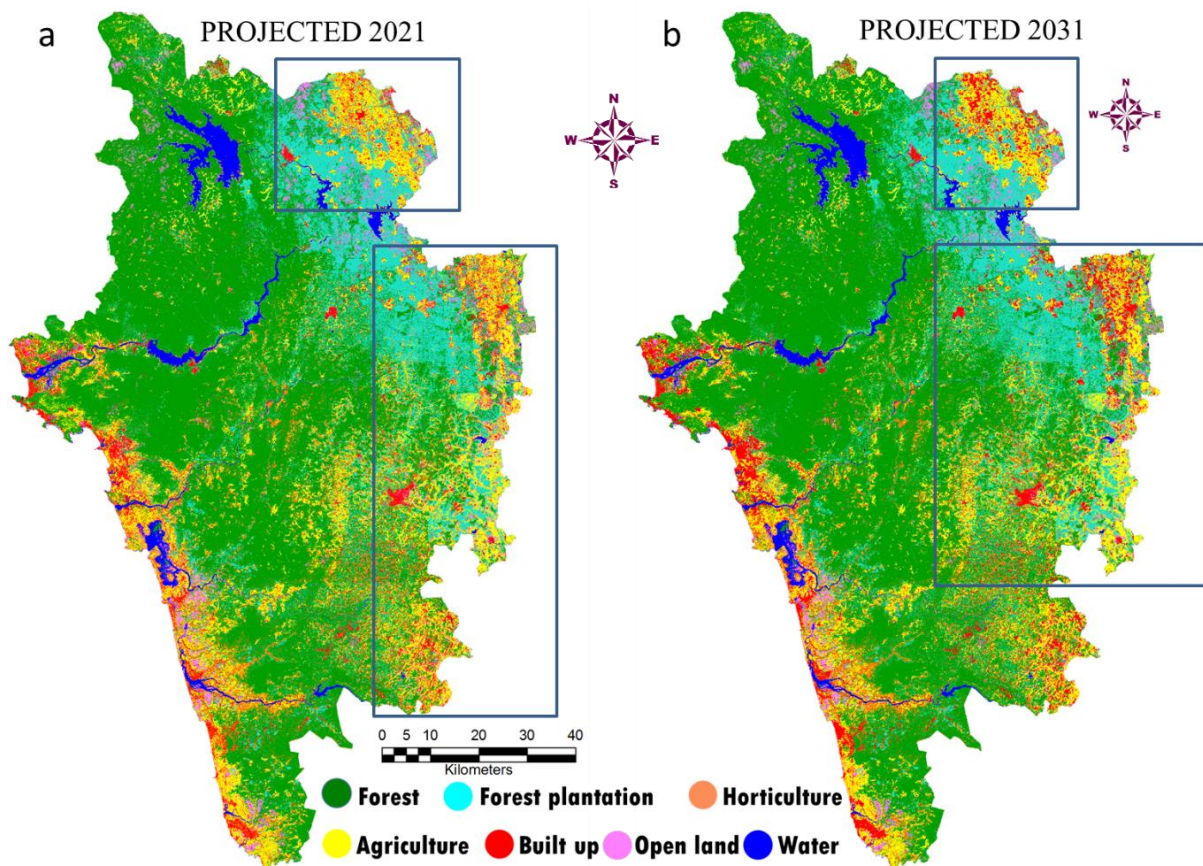 a
PROJECTED 2021
b
PROJECTED 2031
N
W E
S
N
W E
S
0 5 10 20 30 40
Kilometers
Forest Forest plantation Horticulture
Agriculture Built up Open land Water